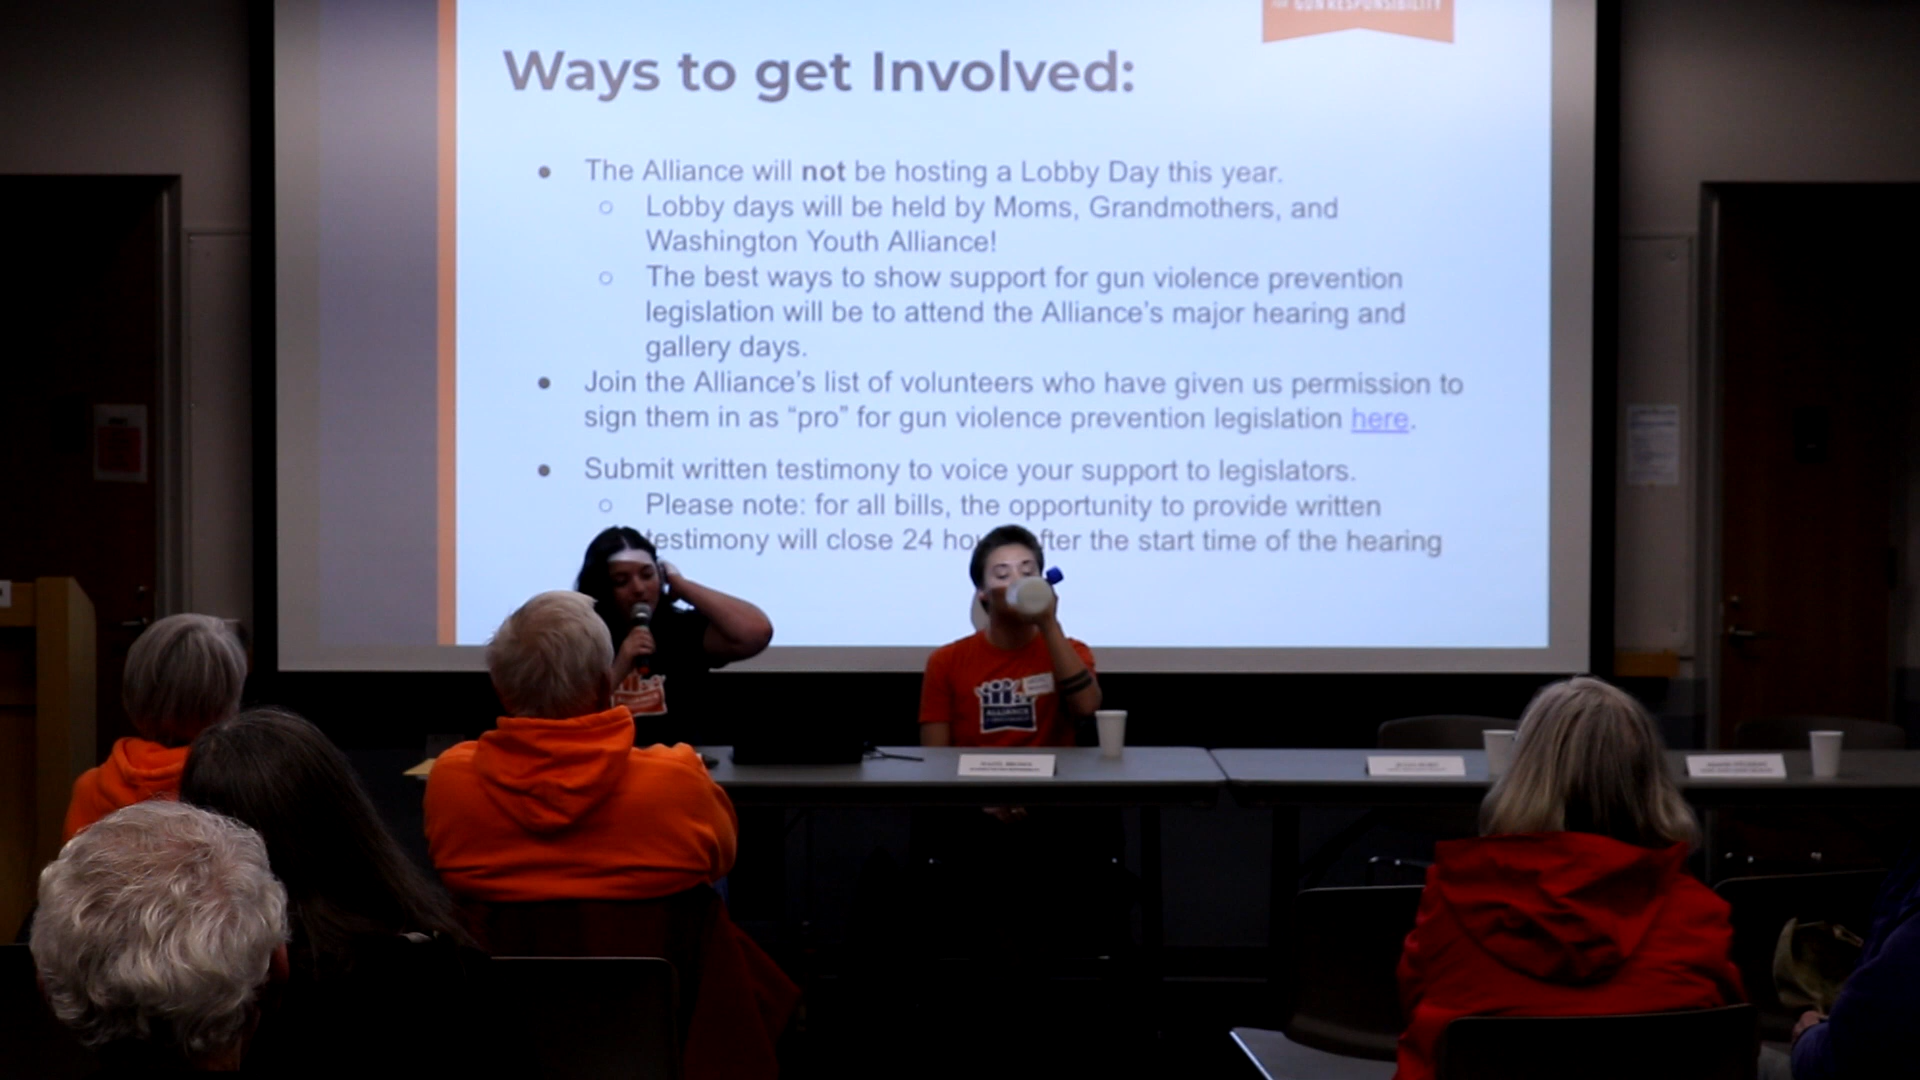 FOR GUN RESPONSIBILITY
Ways to get Involved:
● The Alliance will not be hosting a Lobby Day this year.
○ Lobby days will be held by Moms, Grandmothers, and
Washington Youth Alliance!
○ The best ways to show support for gun violence prevention
legislation will be to attend the Alliance’s major hearing and
gallery days.
● Join the Alliance’s list of volunteers who have given us permission to
sign them in as “pro” for gun violence prevention legislation here.
● Submit written testimony to voice your support to legislators.
○ Please note: for all bills, the opportunity to provide written
testimony will close 24 ho fter the start time of the hearing
ALLIANCE